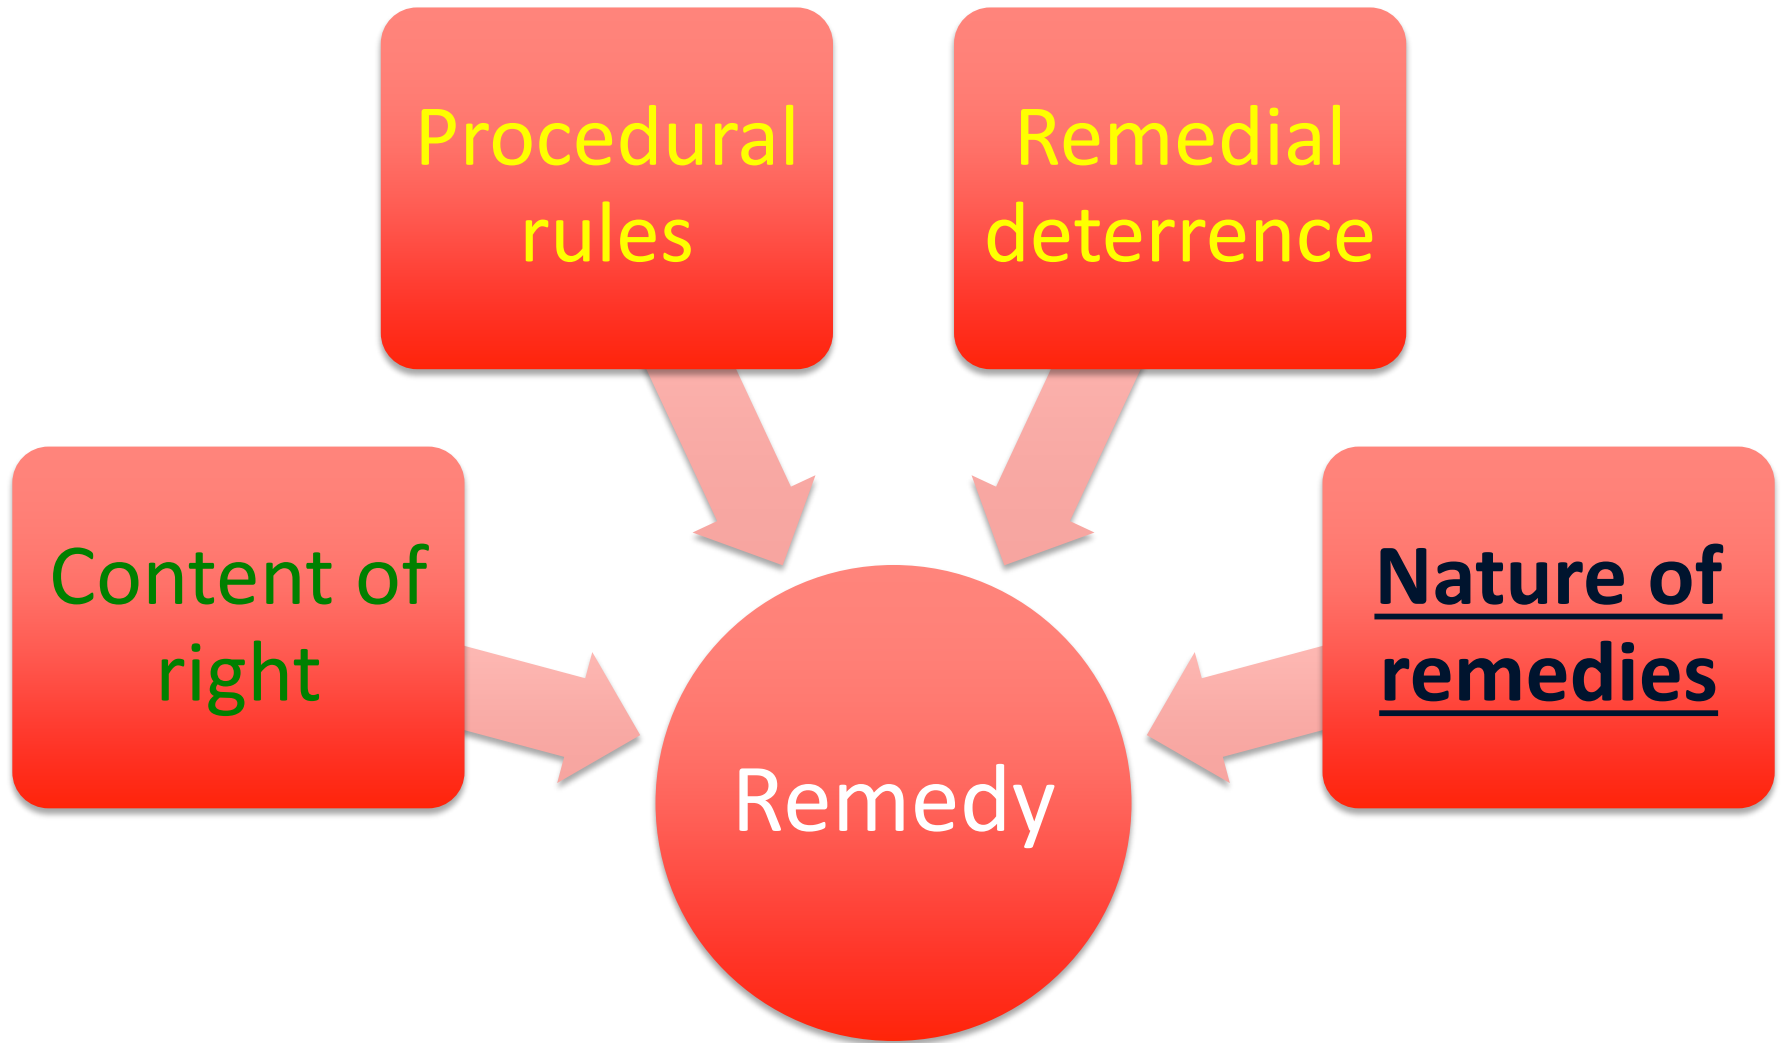 Procedural
rules
Remedial
deterrence
Content of
right
Nature of
remedies
Remedy